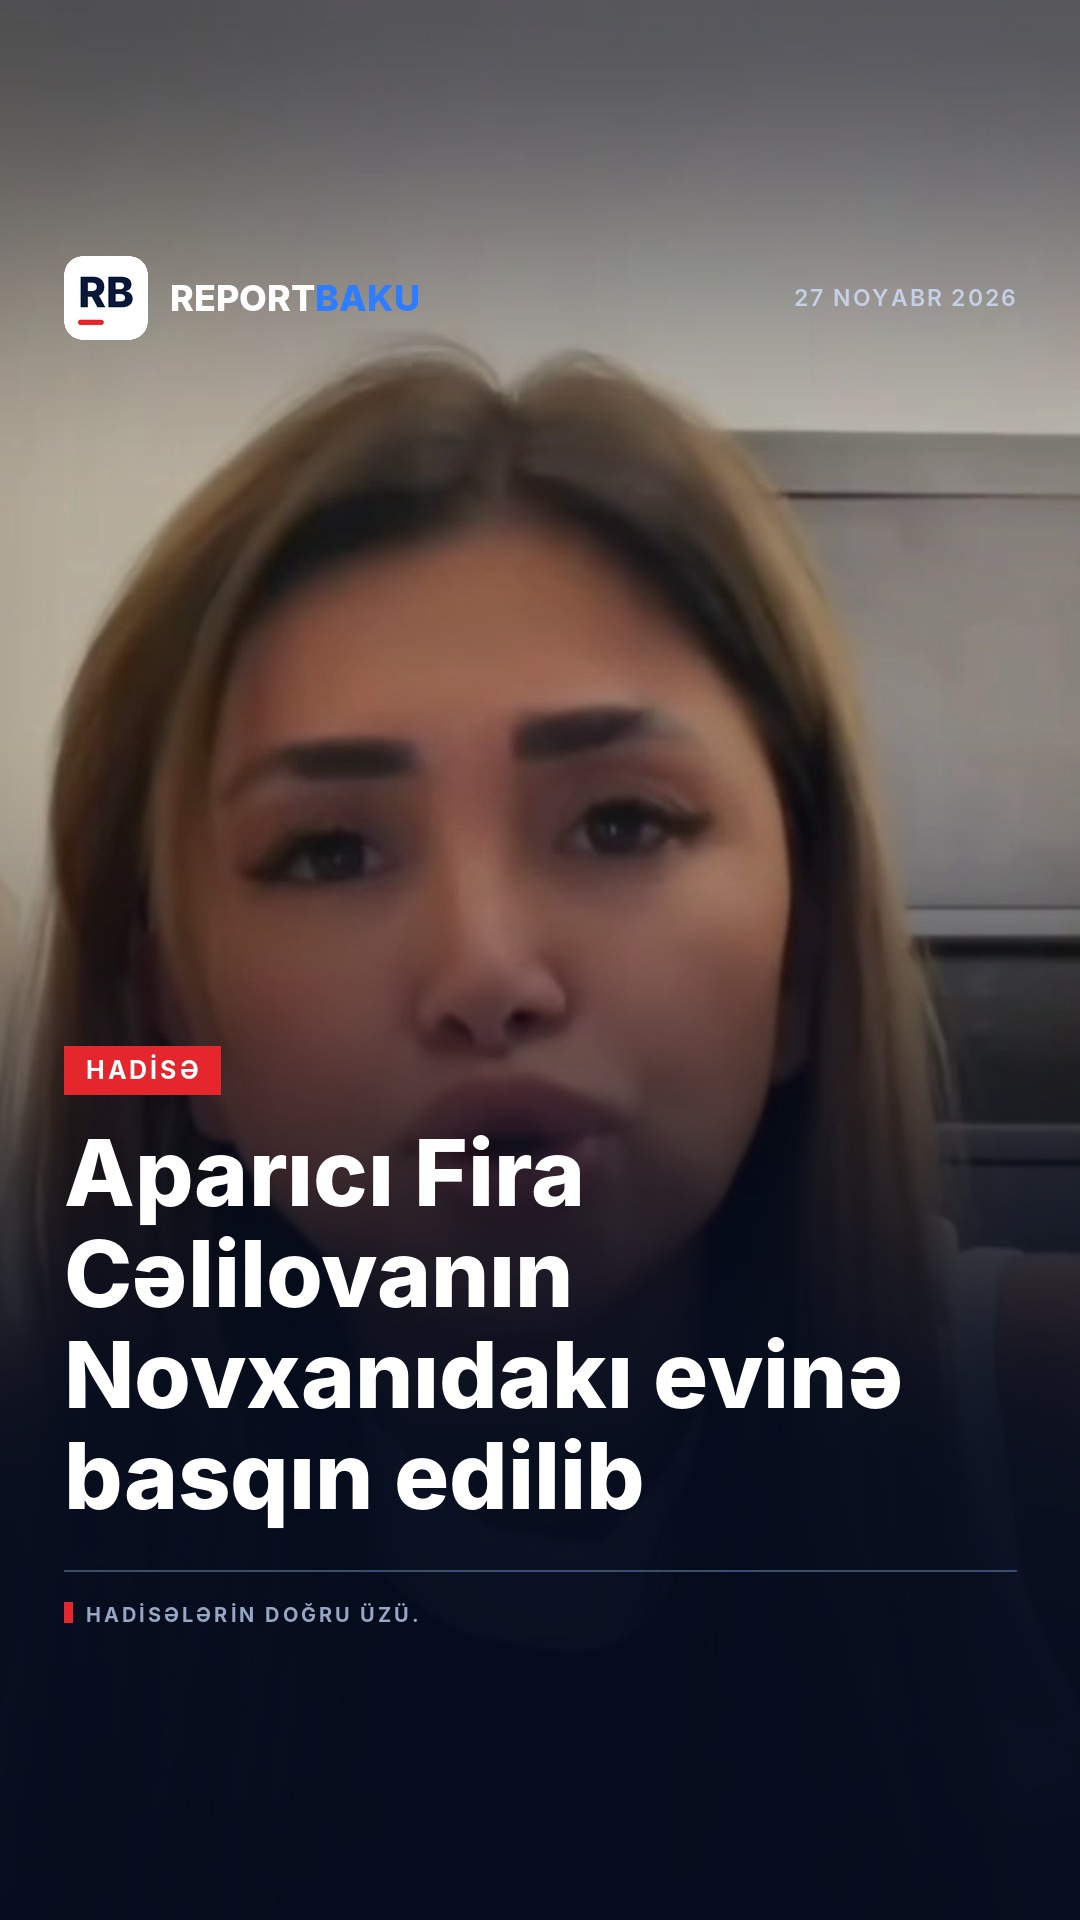 RB
REPORTBAKU
27 NOYABR 2026
HADİSƏ
Aparıcı Fira
Cəlilovanın
Novxanıdakı evinə
basqın edilib
HADİSƏLƏRİN DOĞRU ÜZÜ.